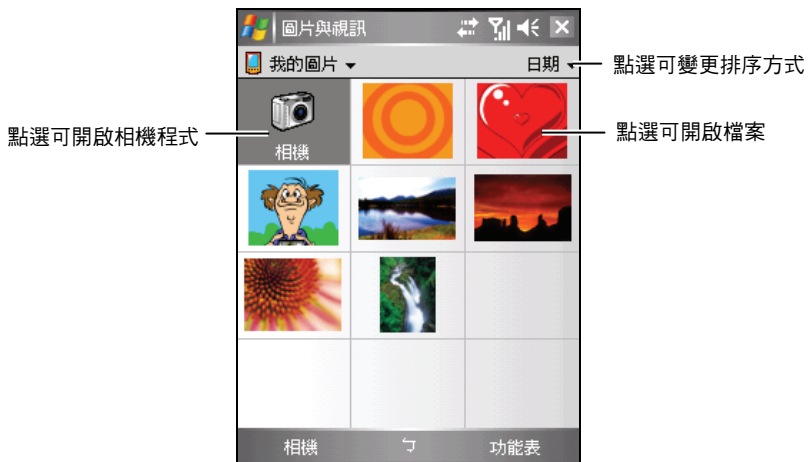 圖片與視訊
我的圖片
日期
點選可變更排序方式
點選可開啟相機程式
相機
點選可開啟檔案
相機
ㄅ
功能表